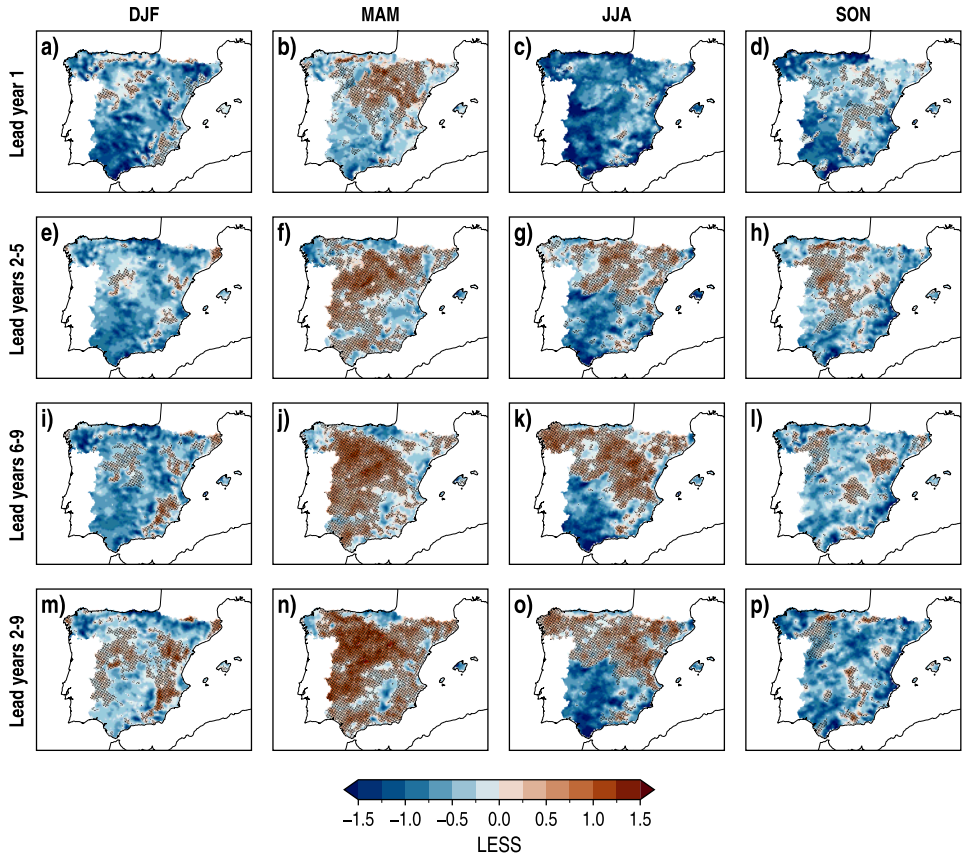 DJF MAM JJA SON
Lead year 1
a) b) c) d)
Lead years 2-5
e) f) g) h)
Lead years 6-9
i) j) k) l)
Lead years 2-9
m) n) o) p)
−1.5 −1.0 −0.5 0.0 0.5 1.0 1.5
LESS